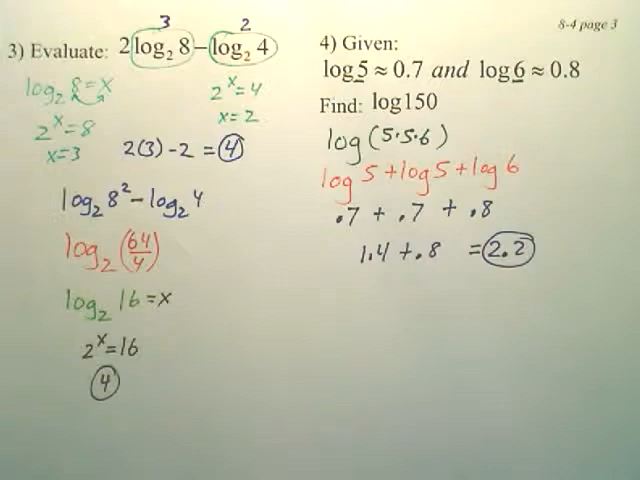 8-4 page 3
3) Evaluate: 2 log₂ 8 − log₂ 4
3
2
log₂ 8 = x
2ˣ = 8
x = 3
2ˣ = 4
x = 2
2(3) - 2 = 4
log₂ 8² - log₂ 4
log₂ (64/4)
log₂ 16 = x
2ˣ = 16
4
4) Given:
log 5 ≈ 0.7 and log 6 ≈ 0.8
Find: log 150
log (5·5·6)
log 5 + log 5 + log 6
.7 + .7 + .8
1.4 + .8 = 2.2